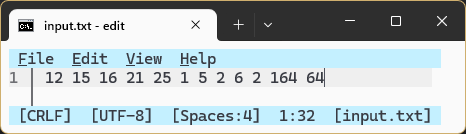 input.txt - edit
File Edit View Help
1 12 15 16 21 25 1 5 2 6 2 164 64
[CRLF] [UTF-8] [Spaces:4] 1:32 [input.txt]